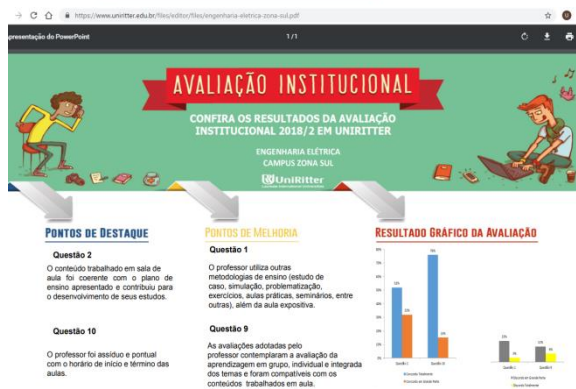 https://www.uniritter.edu.br/files/editor/files/engenharia-eletrica-zona-sul.pdf
presentação do PowerPoint
1/1
AVALIAÇÃO INSTITUCIONAL
CONFIRA OS RESULTADOS DA AVALIAÇÃO
INSTITUCIONAL 2018/2 EM UNIRITTER
ENGENHARIA ELÉTRICA
CAMPUS ZONA SUL
UniRitter
PONTOS DE DESTAQUE
Questão 2
O conteúdo trabalhado em sala de
aula foi coerente com o plano de
ensino apresentado e contribuiu para
o desenvolvimento de seus estudos.
Questão 10
O professor foi assíduo e pontual
com o horário de início e término das
aulas.
PONTOS DE MELHORIA
Questão 1
O professor utiliza outras
metodologias de ensino (estudo de
caso, simulação, problematização,
exercícios, aulas práticas, seminários, entre
outras), além da aula expositiva.
Questão 9
As avaliações adotadas pelo
professor contemplaram a avaliação da
aprendizagem em grupo, individual e integrada
dos temas e foram compatíveis com os
conteúdos trabalhados em aula.
RESULTADO GRÁFICO DA AVALIAÇÃO